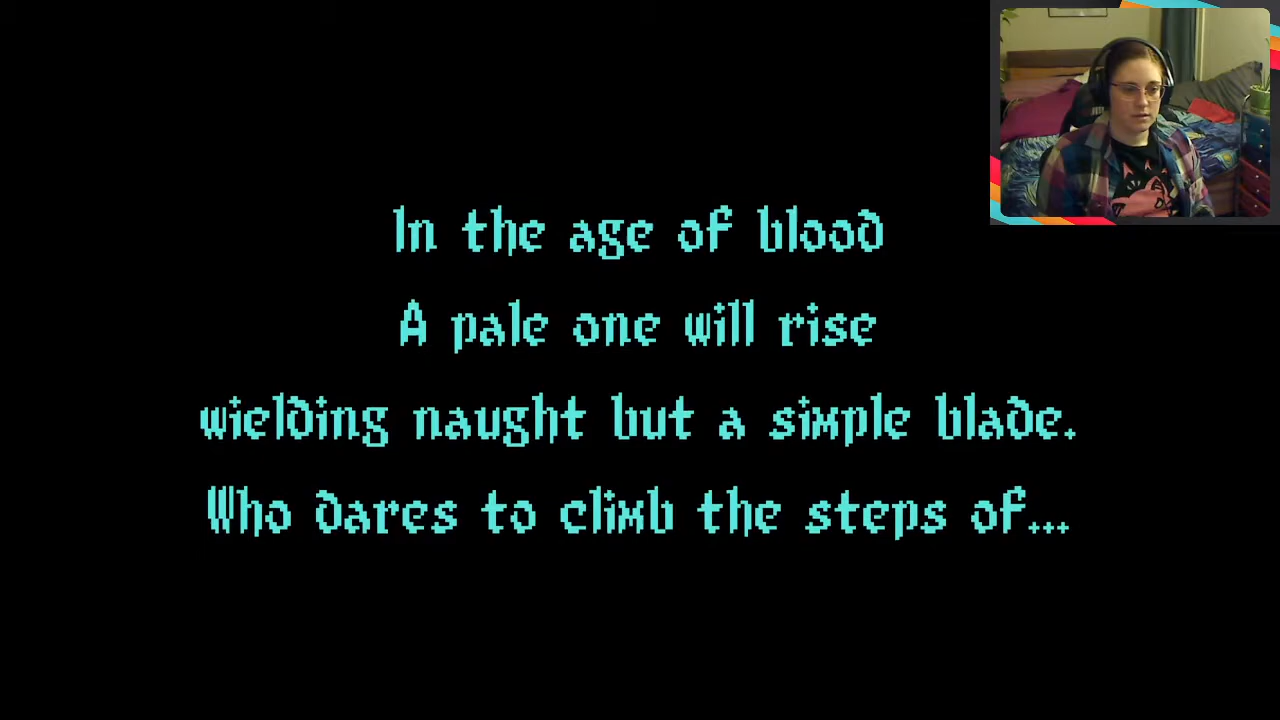 In the age of blood
A pale one will rise
wielding naught but a simple blade.
Who dares to climb the steps of...